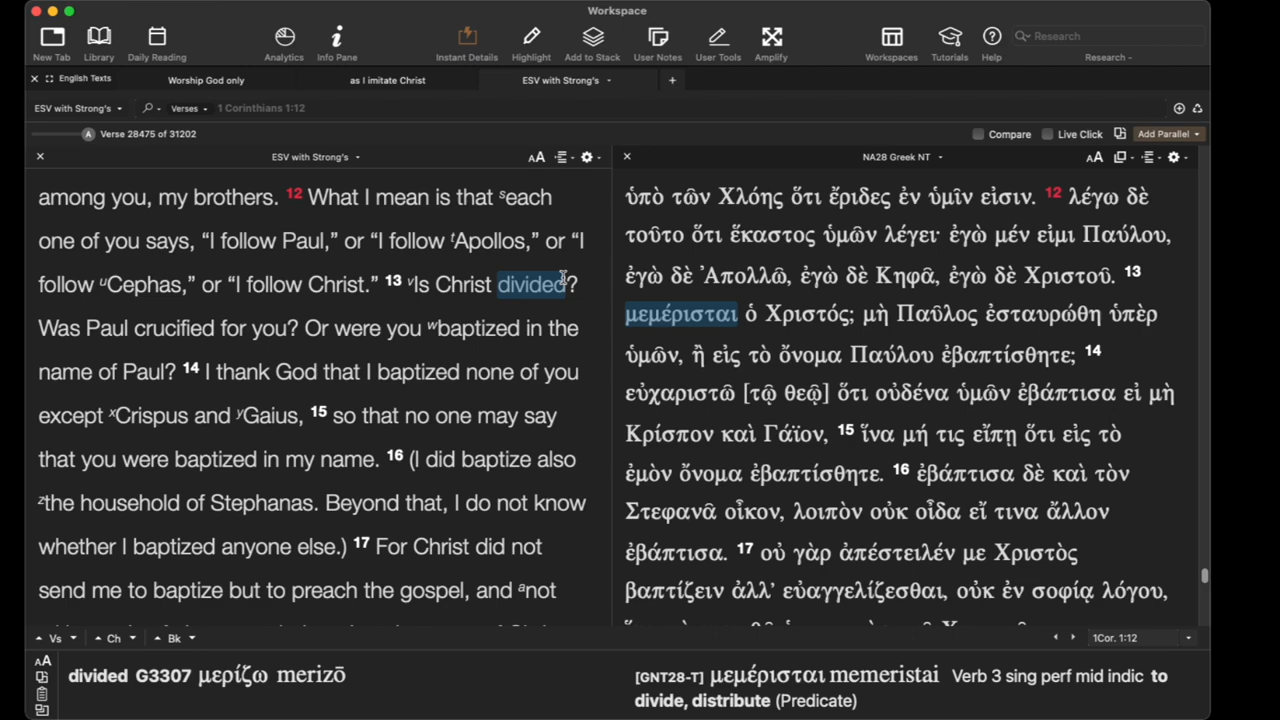 Workspace
New Tab Library Daily Reading Analytics Info Pane Instant Details Highlight Add to Stack User Notes User Tools Amplify Workspaces Tutorials Help Research
Research
English Texts Worship God only as I imitate Christ ESV with Strong's
ESV with Strong's Verses 1 Corinthians 1:12
A Verse 28475 of 31202 Compare Live Click Add Parallel
ESV with Strong's AA
among you, my brothers. 12 What I mean is that ˢeach
one of you says, “I follow Paul,” or “I follow ᵗApollos,” or “I
follow ᵘCephas,” or “I follow Christ.” 13 ᵛIs Christ divided?
Was Paul crucified for you? Or were you ʷbaptized in the
name of Paul? 14 I thank God that I baptized none of you
except ˣCrispus and ʸGaius, 15 so that no one may say
that you were baptized in my name. 16 (I did baptize also
ᶻthe household of Stephanas. Beyond that, I do not know
whether I baptized anyone else.) 17 For Christ did not
send me to baptize but to preach the gospel, and ᵃnot
NA28 Greek NT AA
ὑπὸ τῶν Χλόης ὅτι ἔριδες ἐν ὑμῖν εἰσιν. 12 λέγω δὲ
τοῦτο ὅτι ἕκαστος ὑμῶν λέγει· ἐγὼ μέν εἰμι Παύλου,
ἐγὼ δὲ Ἀπολλῶ, ἐγὼ δὲ Κηφᾶ, ἐγὼ δὲ Χριστοῦ. 13
μεμέρισται ὁ Χριστός; μὴ Παῦλος ἐσταυρώθη ὑπὲρ
ὑμῶν, ἢ εἰς τὸ ὄνομα Παύλου ἐβαπτίσθητε; 14
εὐχαριστῶ [τῷ θεῷ] ὅτι οὐδένα ὑμῶν ἐβάπτισα εἰ μὴ
Κρίσπον καὶ Γάϊον, 15 ἵνα μή τις εἴπῃ ὅτι εἰς τὸ
ἐμὸν ὄνομα ἐβαπτίσθητε. 16 ἐβάπτισα δὲ καὶ τὸν
Στεφανᾶ οἶκον, λοιπὸν οὐκ οἶδα εἴ τινα ἄλλον
ἐβάπτισα. 17 οὐ γὰρ ἀπέστειλέν με Χριστὸς
βαπτίζειν ἀλλ’ εὐαγγελίζεσθαι, οὐκ ἐν σοφίᾳ λόγου,
Vs Ch Bk 1Cor. 1:12
AA
divided G3307 μερίζω merizō
[GNT28-T] μεμέρισται memeristai Verb 3 sing perf mid indic to
divide, distribute (Predicate)